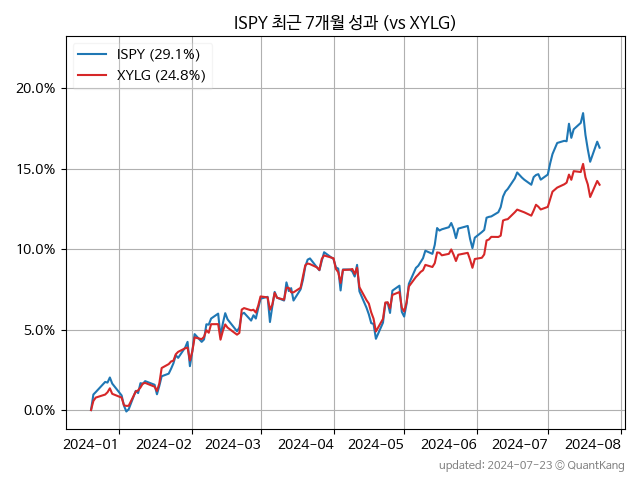 ISPY 최근 7개월 성과 (vs XYLG)
ISPY (29.1%)
XYLG (24.8%)
20.0%
15.0%
10.0%
5.0%
0.0%
2024-01 2024-02 2024-03 2024-04 2024-05 2024-06 2024-07 2024-08
updated: 2024-07-23 © QuantKang